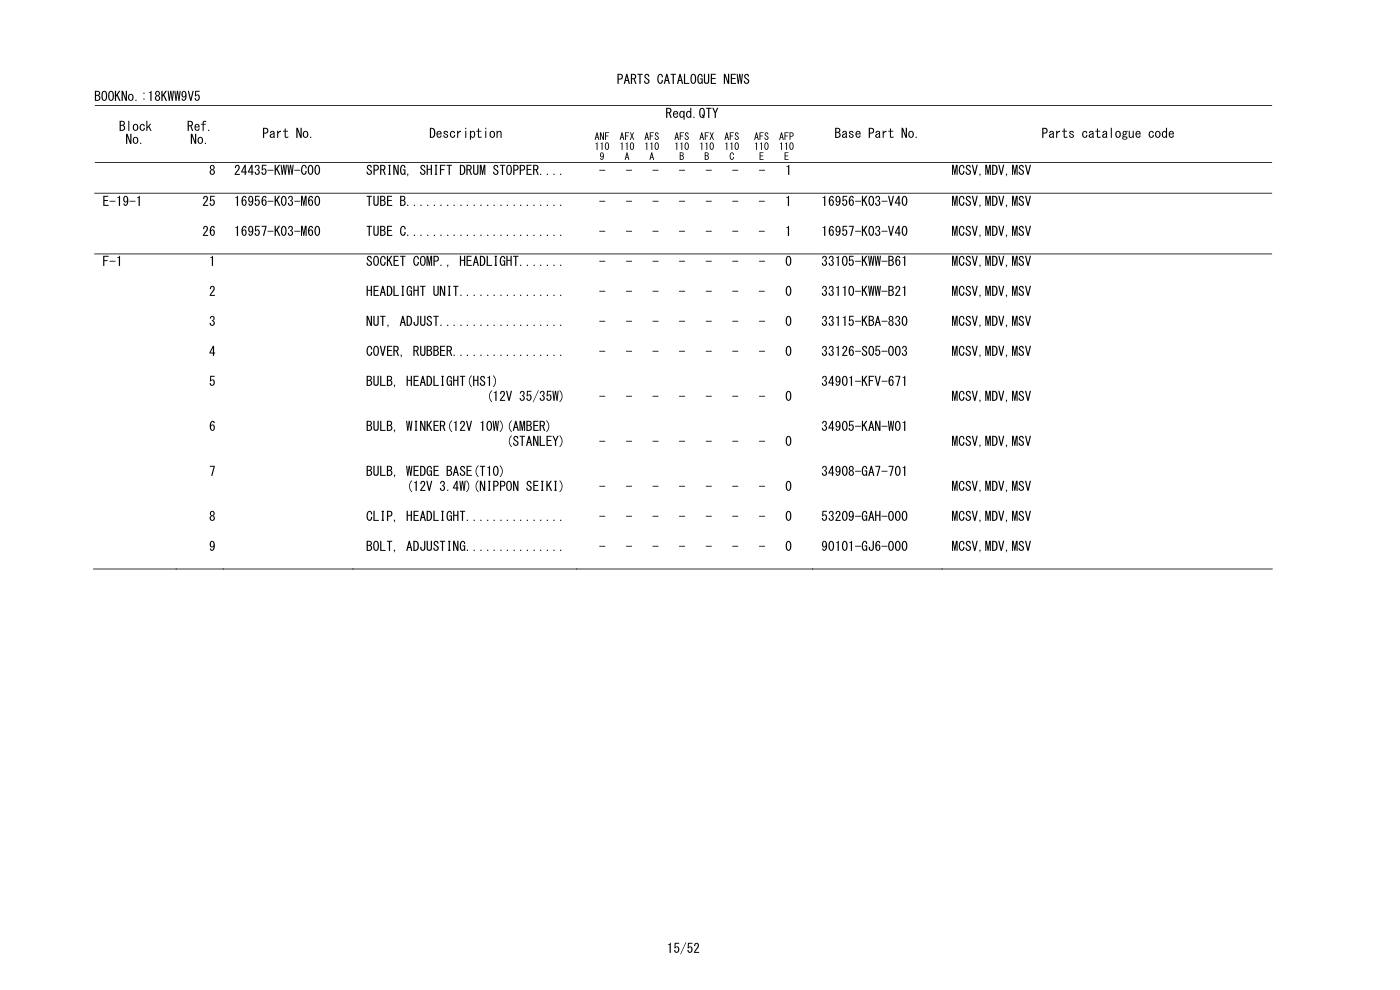 PARTS CATALOGUE NEWS
BOOKNo.:18KWW9V5
Block No. Ref. No. Part No. Description Reqd.QTY Base Part No. Parts catalogue code
ANF AFX AFS AFS AFX AFS AFS AFP
110 110 110 110 110 110 110 110
9 A A B B C E E
8 24435-KWW-C00 SPRING, SHIFT DRUM STOPPER.... - - - - - - - 1 MCSV,MDV,MSV
E-19-1 25 16956-K03-M60 TUBE B........................ - - - - - - - 1 16956-K03-V40 MCSV,MDV,MSV
26 16957-K03-M60 TUBE C........................ - - - - - - - 1 16957-K03-V40 MCSV,MDV,MSV
F-1 1 SOCKET COMP., HEADLIGHT....... - - - - - - - 0 33105-KWW-B61 MCSV,MDV,MSV
2 HEADLIGHT UNIT................ - - - - - - - 0 33110-KWW-B21 MCSV,MDV,MSV
3 NUT, ADJUST................... - - - - - - - 0 33115-KBA-830 MCSV,MDV,MSV
4 COVER, RUBBER................. - - - - - - - 0 33126-S05-003 MCSV,MDV,MSV
5 BULB, HEADLIGHT(HS1) 34901-KFV-671
(12V 35/35W) - - - - - - - 0 MCSV,MDV,MSV
6 BULB, WINKER(12V 10W)(AMBER) 34905-KAN-W01
(STANLEY) - - - - - - - 0 MCSV,MDV,MSV
7 BULB, WEDGE BASE(T10) 34908-GA7-701
(12V 3.4W)(NIPPON SEIKI) - - - - - - - 0 MCSV,MDV,MSV
8 CLIP, HEADLIGHT............... - - - - - - - 0 53209-GAH-000 MCSV,MDV,MSV
9 BOLT, ADJUSTING............... - - - - - - - 0 90101-GJ6-000 MCSV,MDV,MSV
15/52